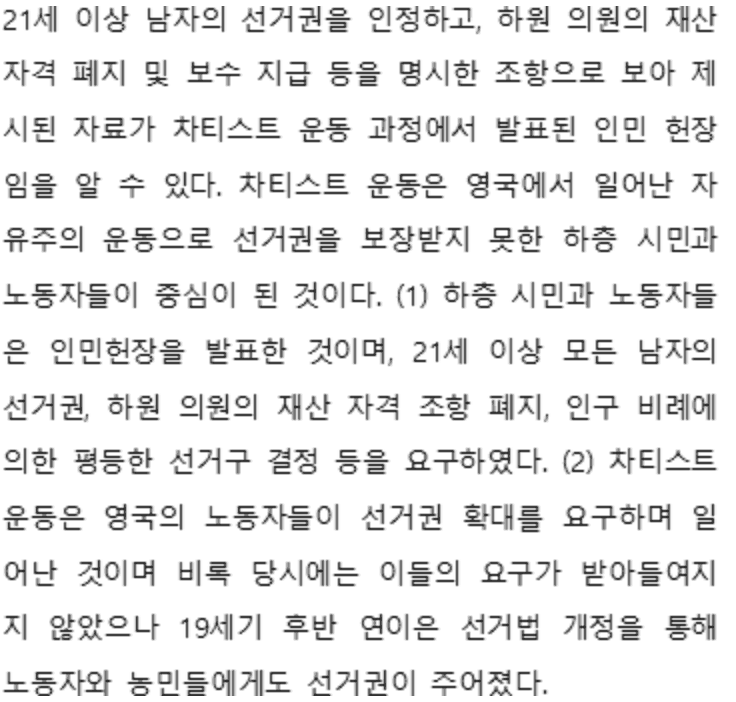 21세 이상 남자의 선거권을 인정하고, 하원 의원의 재산
자격 폐지 및 보수 지급 등을 명시한 조항으로 보아 제
시된 자료가 차티스트 운동 과정에서 발표된 인민 헌장
임을 알 수 있다. 차티스트 운동은 영국에서 일어난 자
유주의 운동으로 선거권을 보장받지 못한 하층 시민과
노동자들이 중심이 된 것이다. (1) 하층 시민과 노동자들
은 인민헌장을 발표한 것이며, 21세 이상 모든 남자의
선거권, 하원 의원의 재산 자격 조항 폐지, 인구 비례에
의한 평등한 선거구 결정 등을 요구하였다. (2) 차티스트
운동은 영국의 노동자들이 선거권 확대를 요구하며 일
어난 것이며 비록 당시에는 이들의 요구가 받아들여지
지 않았으나 19세기 후반 연이은 선거법 개정을 통해
노동자와 농민들에게도 선거권이 주어졌다.